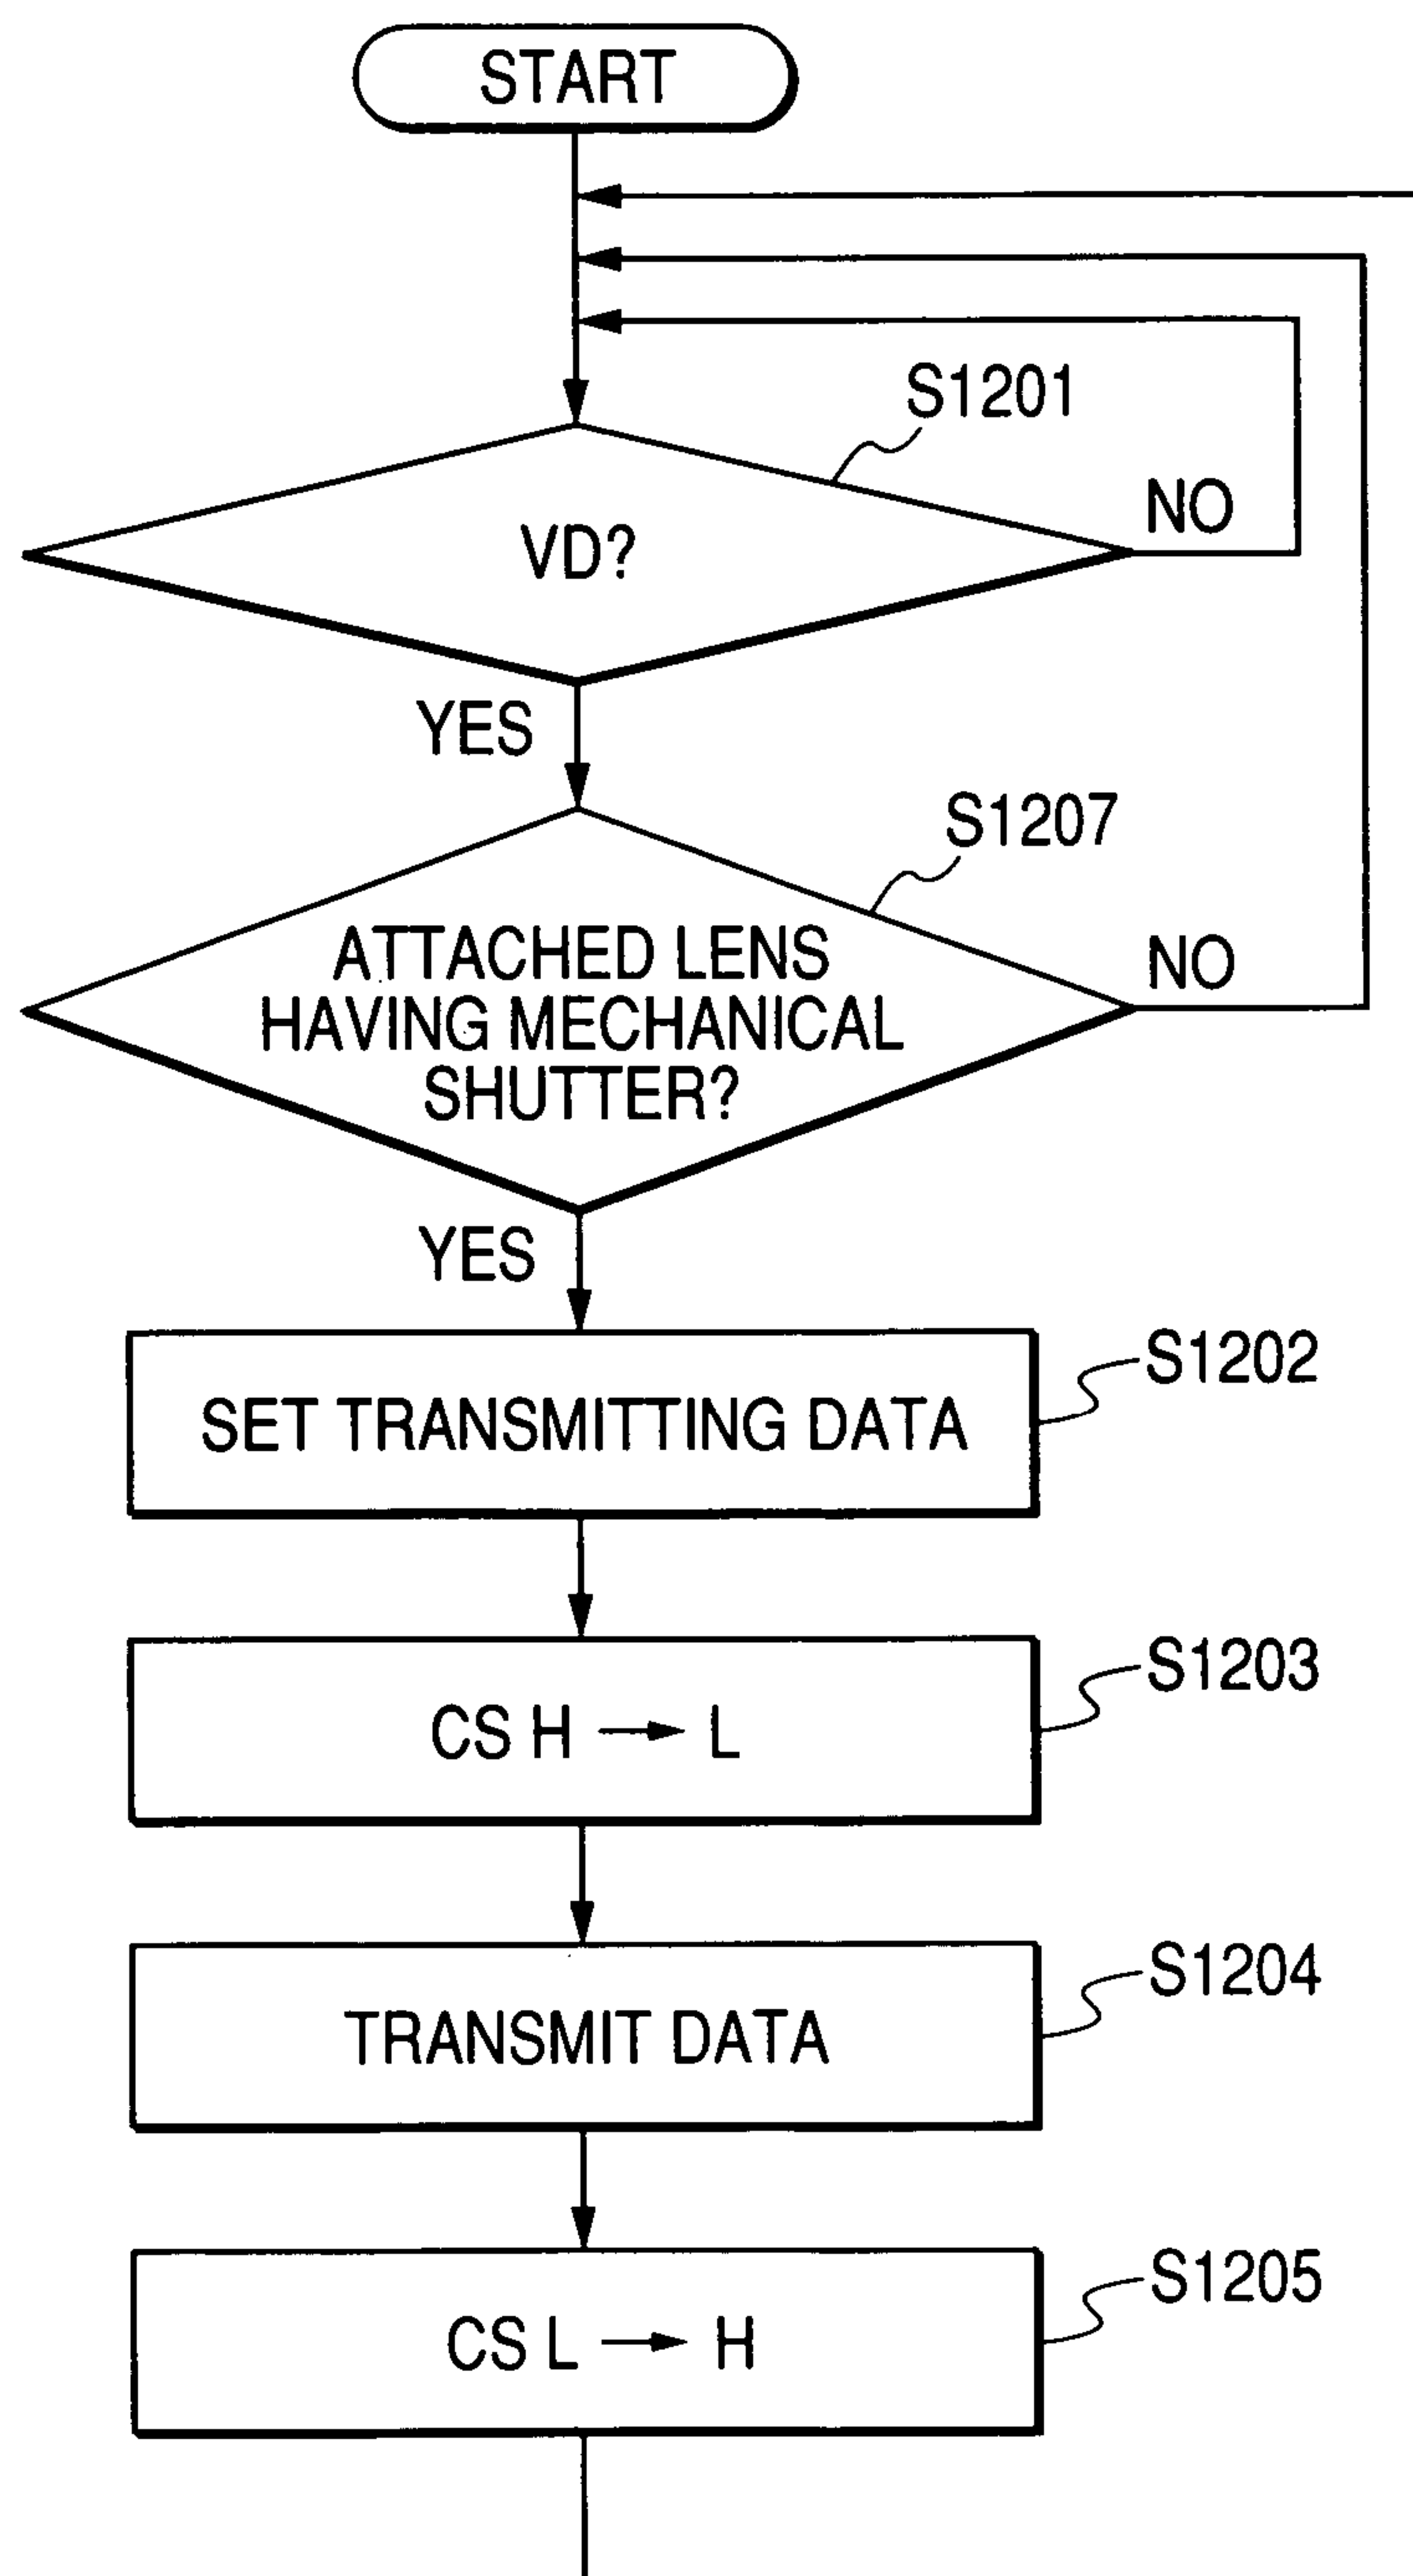 START
S1201
VD?
NO
YES
S1207
ATTACHED LENS
HAVING MECHANICAL
SHUTTER?
NO
YES
S1202
SET TRANSMITTING DATA
S1203
CS H → L
S1204
TRANSMIT DATA
S1205
CS L → H